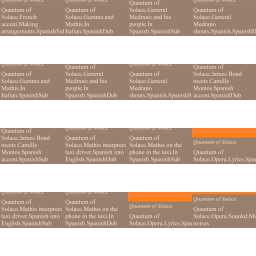 Quantum of
Solace.French
accent.Making
arrangements.SpanishSub
Quantum of
Solace.Gemma and
Mathis.In
Italian.SpanishDub
Quantum of
Solace.General
Medrano and his
people.In
Spanish.SpanishSub
Quantum of
Solace.General
Medrano
shouts.Spanish.SpanishD
Quantum of
Solace.Gemma and
Mathis.In
Italian.SpanishSub
Quantum of
Solace.General
Medrano and his
people.In
Spanish.SpanishDub
Quantum of
Solace.General
Medrano
shouts.Spanish.SpanishS
Quantum of
Solace.James Bond
meets Camille
Montes.Spanish
accent.SpanishDub
Quantum of
Solace.James Bond
meets Camille
Montes.Spanish
accent.SpanishSub
Quantum of
Solace.Mathis interprets
taxi driver.Spanish into
English.SpanishDub
Quantum of
Solace.Mathis on the
phone in the taxi.In
Spanish.SpanishSub
Quantum of Solace
Quantum of
Solace.Opera.Lyrics.Span
Quantum of
Solace.Mathis interprets
taxi driver.Spanish into
English.SpanishSub
Quantum of
Solace.Mathis on the
phone in the taxi.In
Spanish.SpanishDub
Quantum of Solace
Quantum of
Solace.Opera.Lyrics.Span
Quantum of Solace
Quantum of
noises